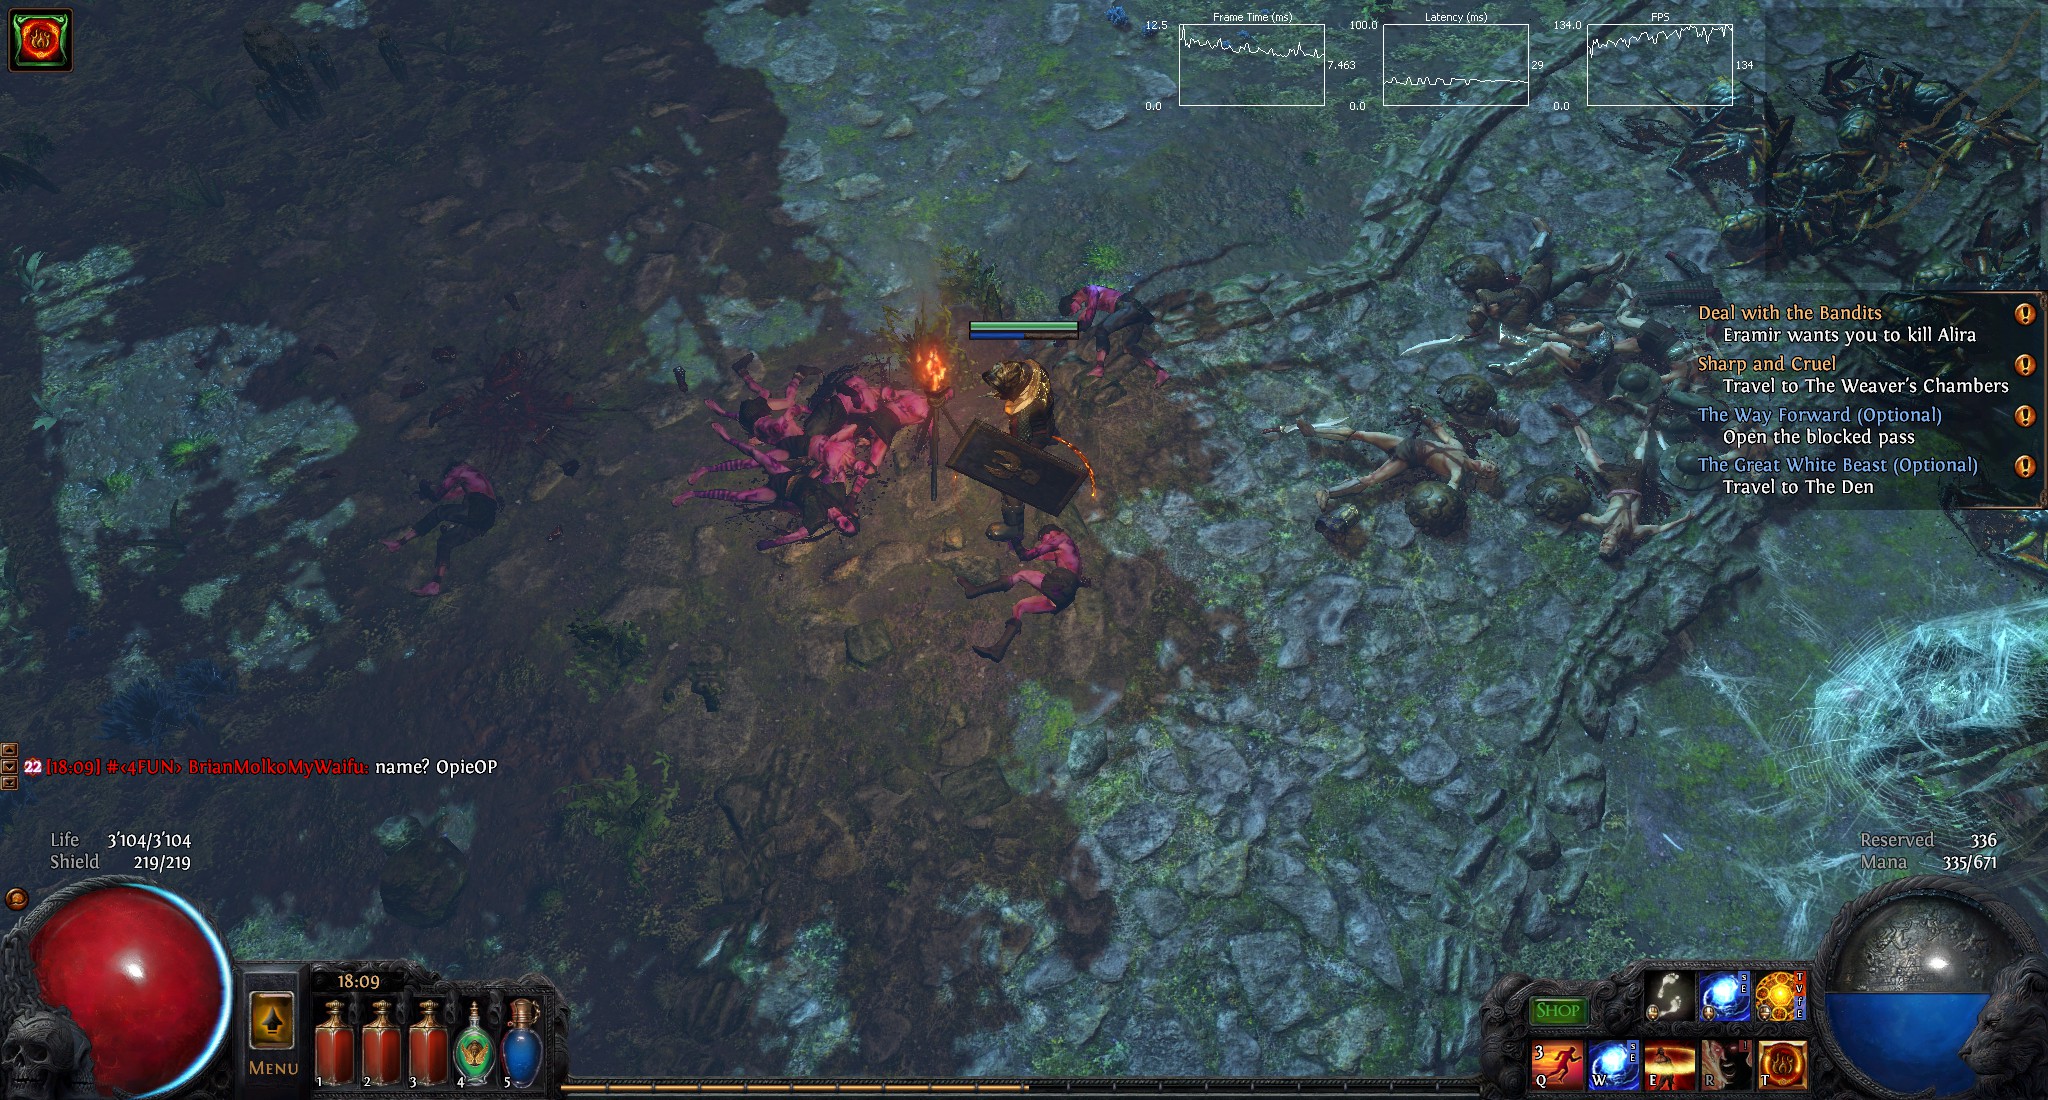 Frame Time (ms)
12.5
7.463
0.0
Latency (ms)
100.0
29
0.0
FPS
134.0
134
0.0
Deal with the Bandits
Eramir wants you to kill Alira
Sharp and Cruel
Travel to The Weaver's Chambers
The Way Forward (Optional)
Open the blocked pass
The Great White Beast (Optional)
Travel to The Den
22 [18:09] #<4FUN> BrianMolkoMyWaifu: name? OpieOP
Life 3'104/3'104
Shield 219/219
Reserved 336
Mana 335/671
18:09
MENU
1 2 3 4 5
SHOP
S E
T V f E
3 Q
W S E
E
R
T